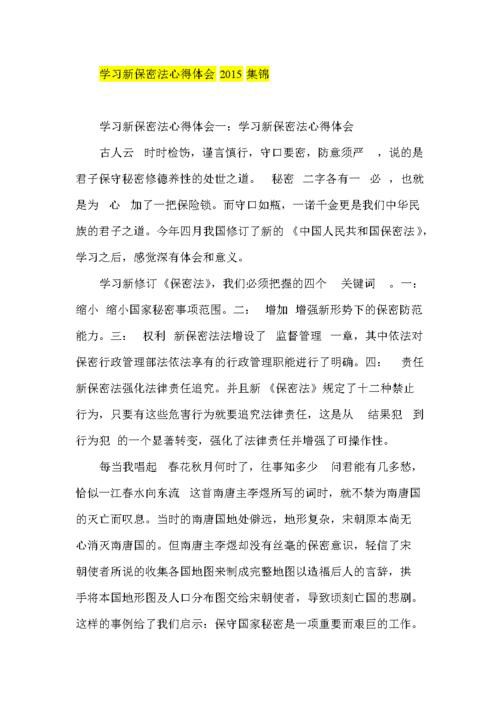 学习新保密法心得体会 2015 集锦
学习新保密法心得体会一：学习新保密法心得体会
古人云 时时检饬，谨言慎行，守口要密，防意须严 ，说的是
君子保守秘密修德养性的处世之道。 秘密 二字各有一 必 ，也就
是为 心 加了一把保险锁。而守口如瓶，一诺千金更是我们中华民
族的君子之道。今年四月我国修订了新的 《中国人民共和国保密法》，
学习之后，感觉深有体会和意义。
学习新修订《保密法》，我们必须把握的四个 关键词 。一：
缩小 缩小国家秘密事项范围。二： 增加 增强新形势下的保密防范
能力。三： 权利 新保密法法增设了 监督管理 一章，其中依法对
保密行政管理部法依法享有的行政管理职能进行了明确。四： 责任
新保密法强化法律责任追究。并且新《保密法》规定了十二种禁止
行为，只要有这些危害行为就要追究法律责任，这是从 结果犯 到
行为犯 的一个显著转变，强化了法律责任并增强了可操作性。
每当我唱起 春花秋月何时了，往事知多少 问君能有几多愁，
恰似一江春水向东流 这首南唐主李煜所写的词时，就不禁为南唐国
的灭亡而叹息。当时的南唐国地处僻远，地形复杂，宋朝原本尚无
心消灭南唐国的。但南唐主李煜却没有丝毫的保密意识，轻信了宋
朝使者所说的收集各国地图来制成完整地图以造福后人的言辞，拱
手将本国地形图及人口分布图交给宋朝使者，导致顷刻亡国的悲剧。
这样的事例给了我们启示：保守国家秘密是一项重要而艰巨的工作。